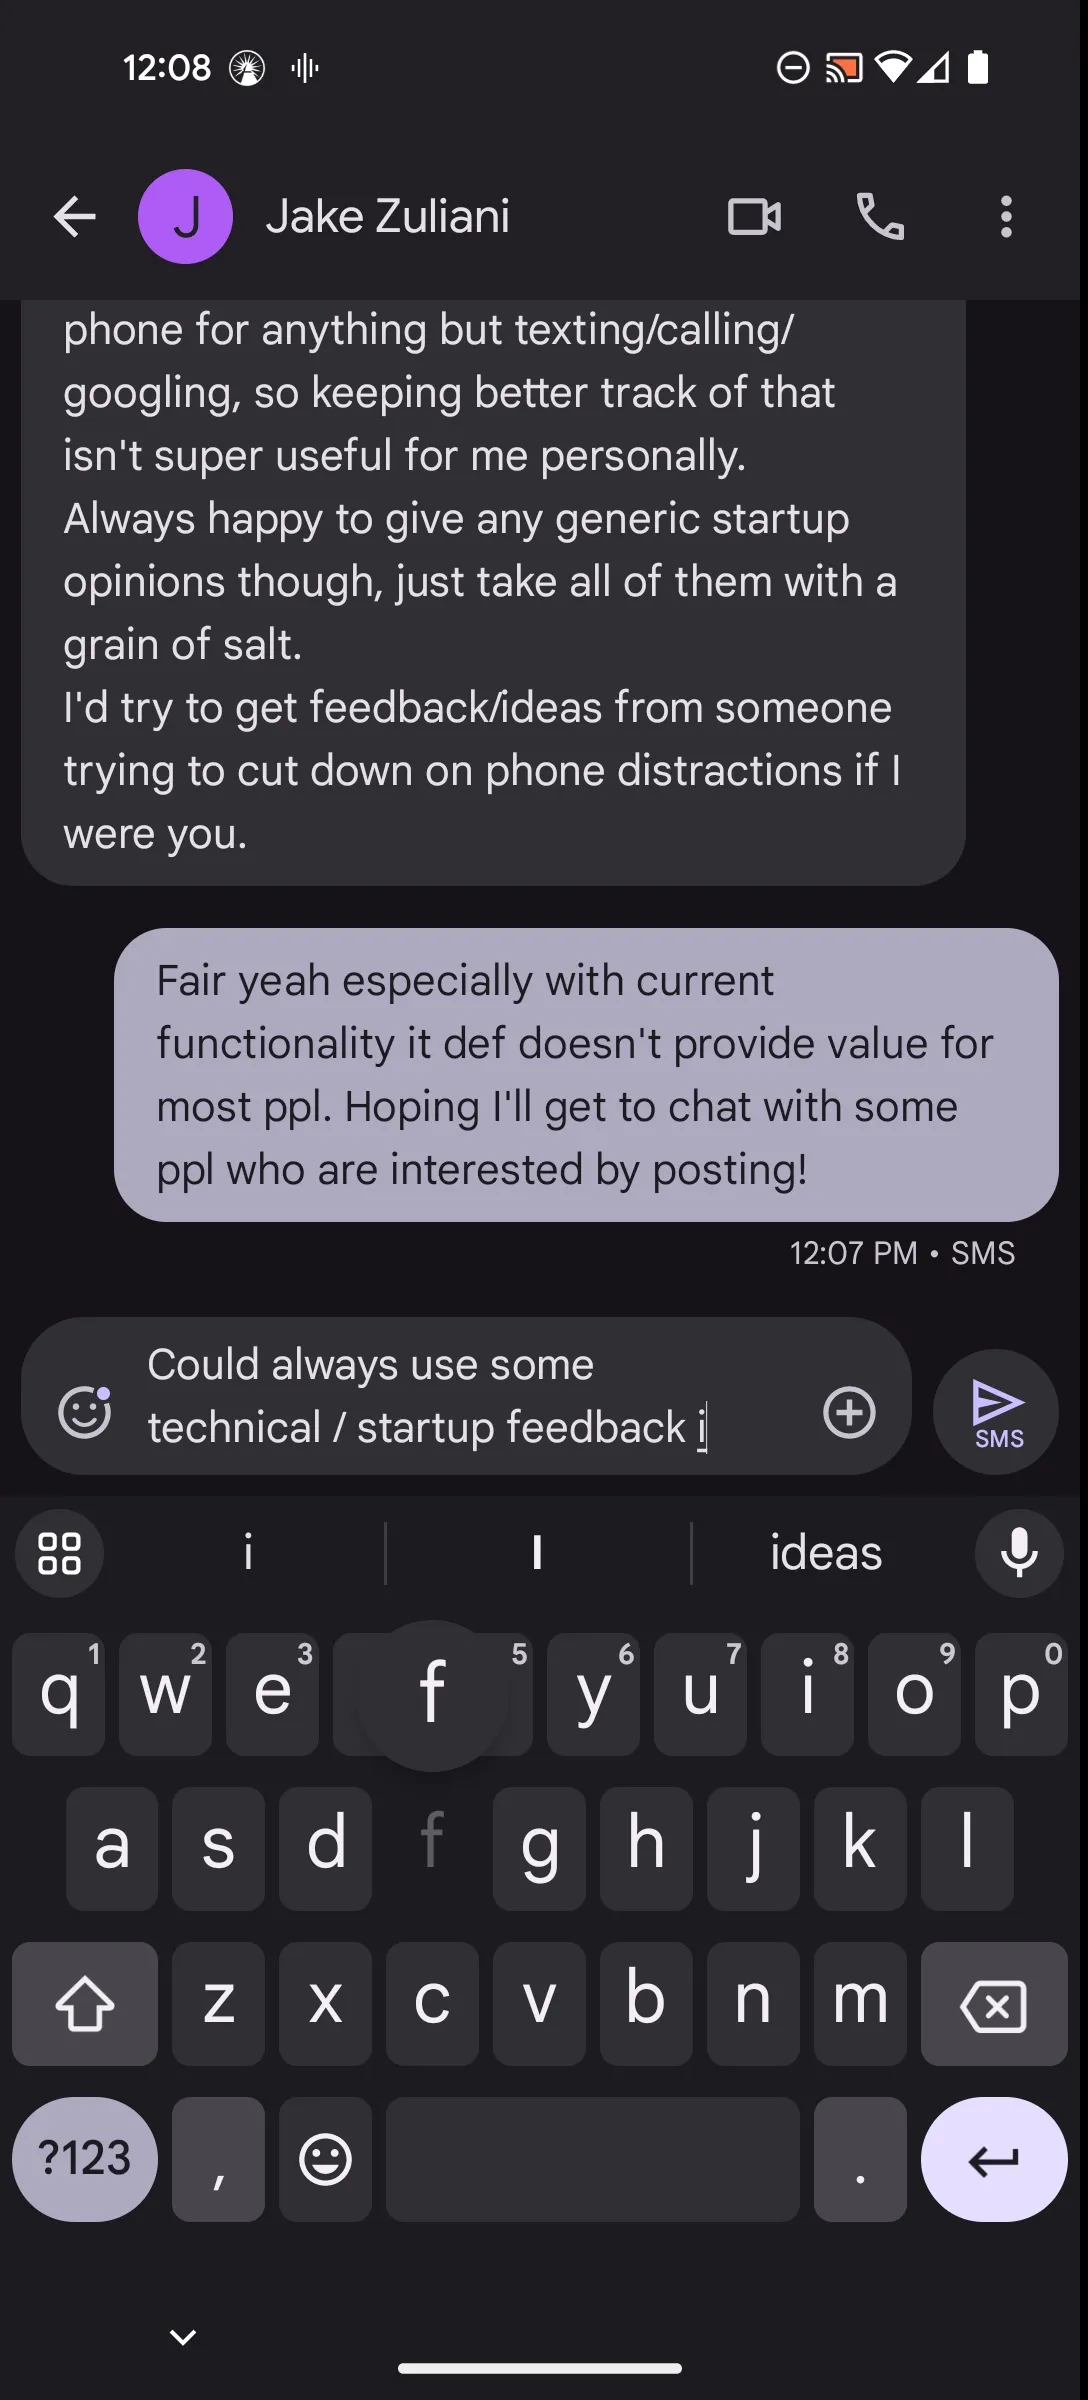 12:08
J
Jake Zuliani
phone for anything but texting/calling/
googling, so keeping better track of that
isn't super useful for me personally.
Always happy to give any generic startup
opinions though, just take all of them with a
grain of salt.
I'd try to get feedback/ideas from someone
trying to cut down on phone distractions if I
were you.
Fair yeah especially with current
functionality it def doesn't provide value for
most ppl. Hoping I'll get to chat with some
ppl who are interested by posting!
12:07 PM • SMS
Could always use some
technical / startup feedback i
SMS
i I ideas
1 2 3 5 6 7 8 9 0
q w e f y u i o p
a s d f g h j k l
z x c v b n m
?123 , .